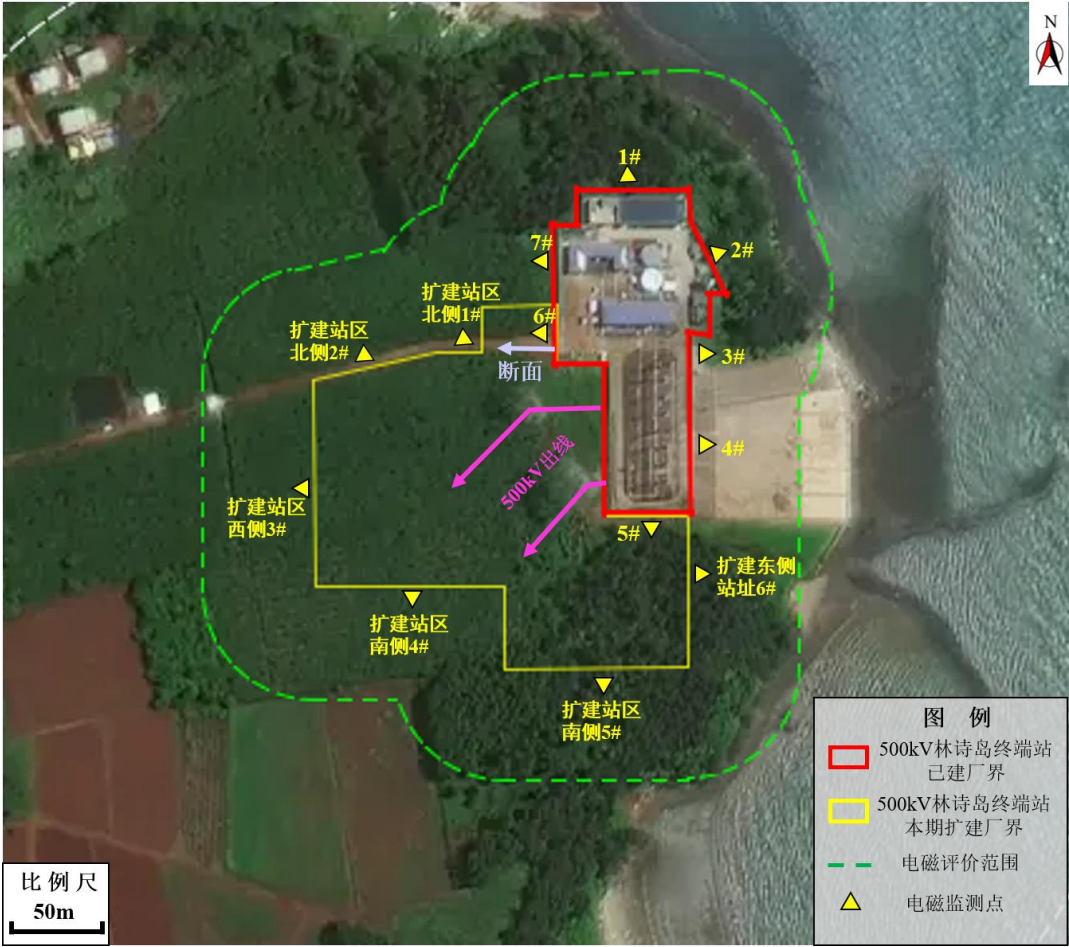 N
1#
7#
2#
扩建站区
北侧1#
6#
扩建站区
北侧2#
断面
3#
4#
500kV出线
扩建站区
西侧3#
5#
扩建东侧
站址6#
扩建站区
南侧4#
扩建站区
南侧5#
图 例
500kV林诗岛终端站
已建厂界
500kV林诗岛终端站
本期扩建厂界
电磁评价范围
电磁监测点
比例尺
50m